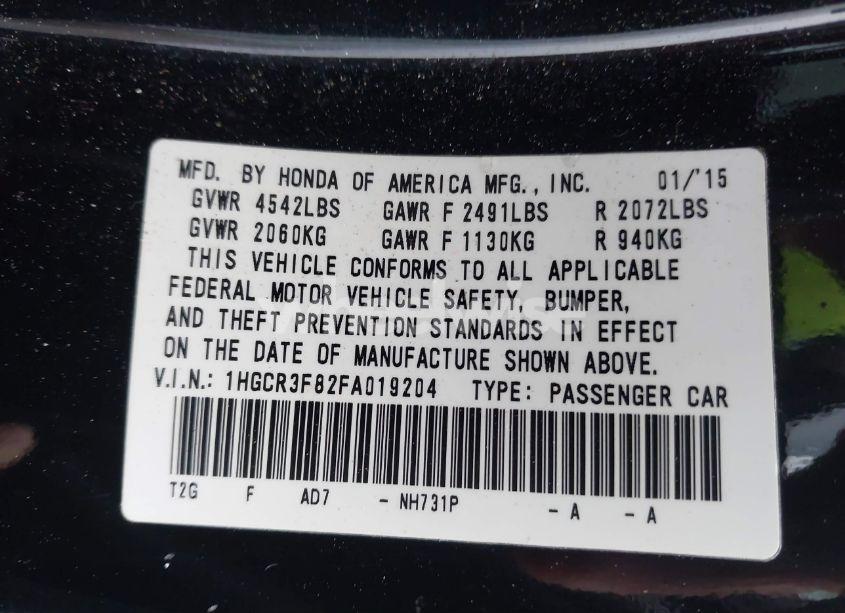 MFD. BY HONDA OF AMERICA MFG., INC. 01/'15
GVWR 4542LBS GAWR F 2491LBS R 2072LBS
GVWR 2060KG GAWR F 1130KG R 940KG
THIS VEHICLE CONFORMS TO ALL APPLICABLE
FEDERAL MOTOR VEHICLE SAFETY, BUMPER,
AND THEFT PREVENTION STANDARDS IN EFFECT
ON THE DATE OF MANUFACTURE SHOWN ABOVE.
V.I.N.: 1HGCR3F82FA019204 TYPE: PASSENGER CAR
T2G F AD7 - NH731P - A - A